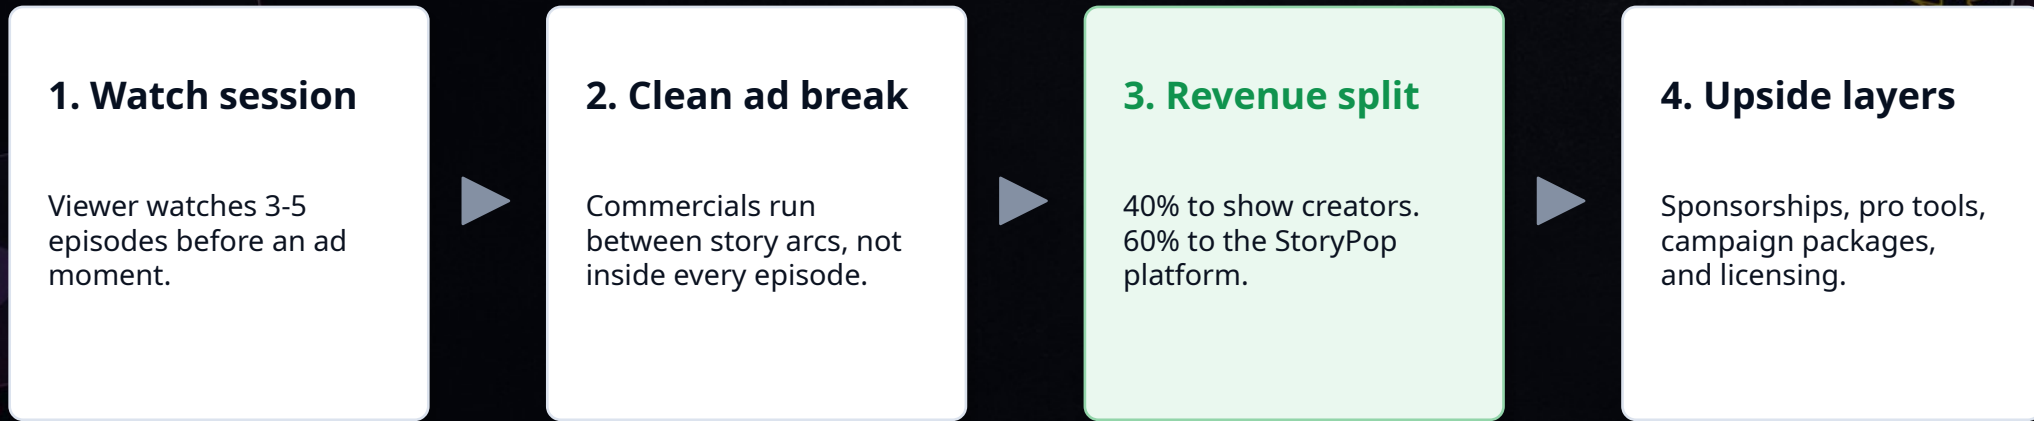 1. Watch session
Viewer watches 3-5
episodes before an ad
moment.
2. Clean ad break
Commercials run
between story arcs, not
inside every episode.
3. Revenue split
40% to show creators.
60% to the StoryPop
platform.
4. Upside layers
Sponsorships, pro tools,
campaign packages,
and licensing.